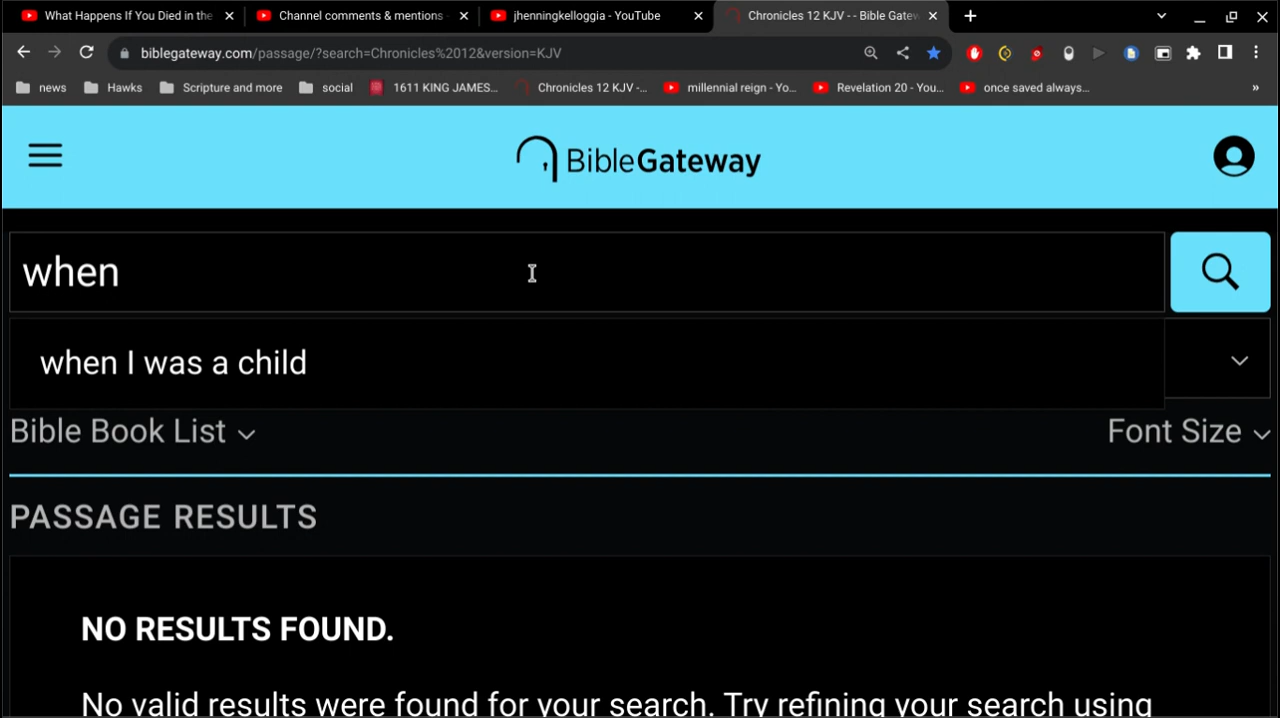 What Happens If You Died in the
Channel comments & mentions -
jhenningkelloggia - YouTube
Chronicles 12 KJV - - Bible Gatew
biblegateway.com/passage/?search=Chronicles%2012&version=KJV
news
Hawks
Scripture and more
social
1611 KING JAMES...
Chronicles 12 KJV -...
millennial reign - Yo...
Revelation 20 - You...
once saved always...
»
BibleGateway
when
when I was a child
Bible Book List
Font Size
PASSAGE RESULTS
NO RESULTS FOUND.
No valid results were found for your search. Try refining your search using